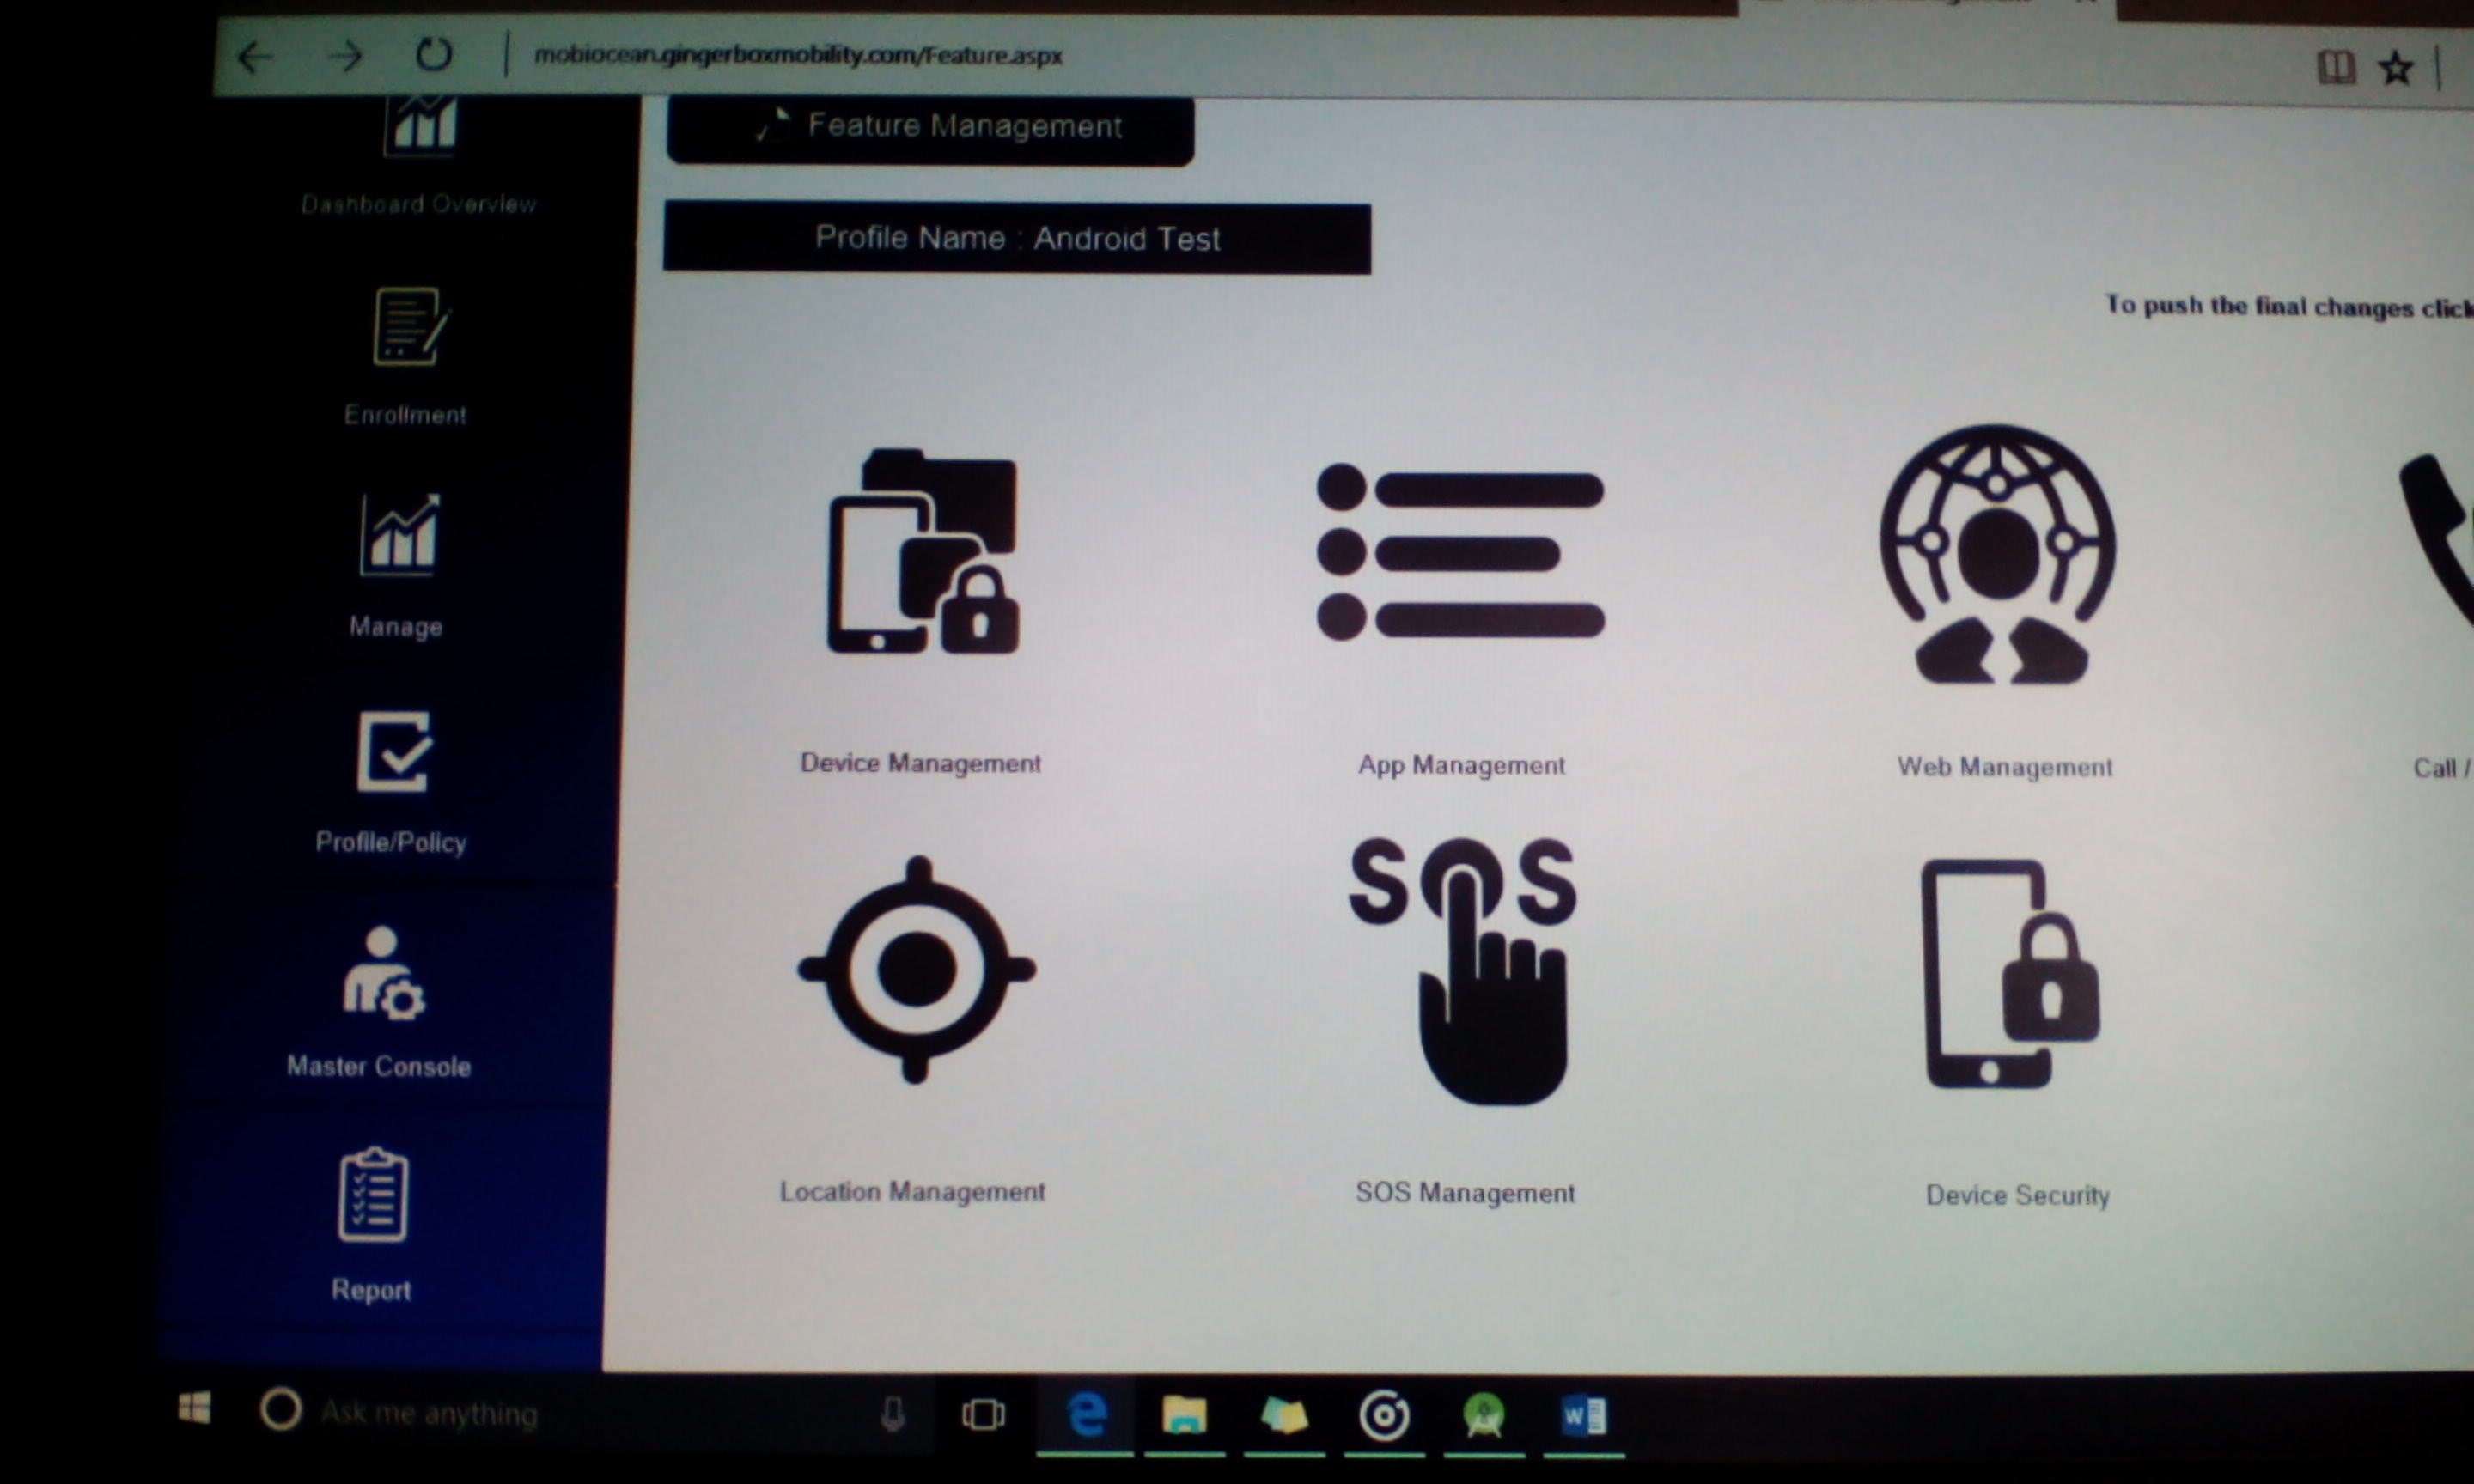 mobiocean.gingerboxmobility.com/Feature.aspx
Feature Management
Dashboard Overview
Profile Name : Android Test
To push the final changes click
Enrollment
Manage
Device Management
App Management
Web Management
Call /
Profile/Policy
SOS
Master Console
Location Management
SOS Management
Device Security
Report
Ask me anything
W